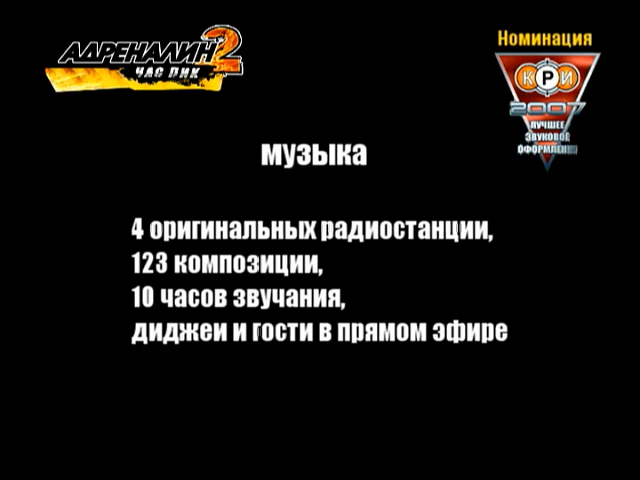 АДРЕНАЛИН 2
ЧАС ПИК
Номинация
КРИ
2007
ЛУЧШЕЕ
ЗВУКОВОЕ
ОФОРМЛЕНИЕ
музыка
4 оригинальных радиостанции,
123 композиции,
10 часов звучания,
диджеи и гости в прямом эфире